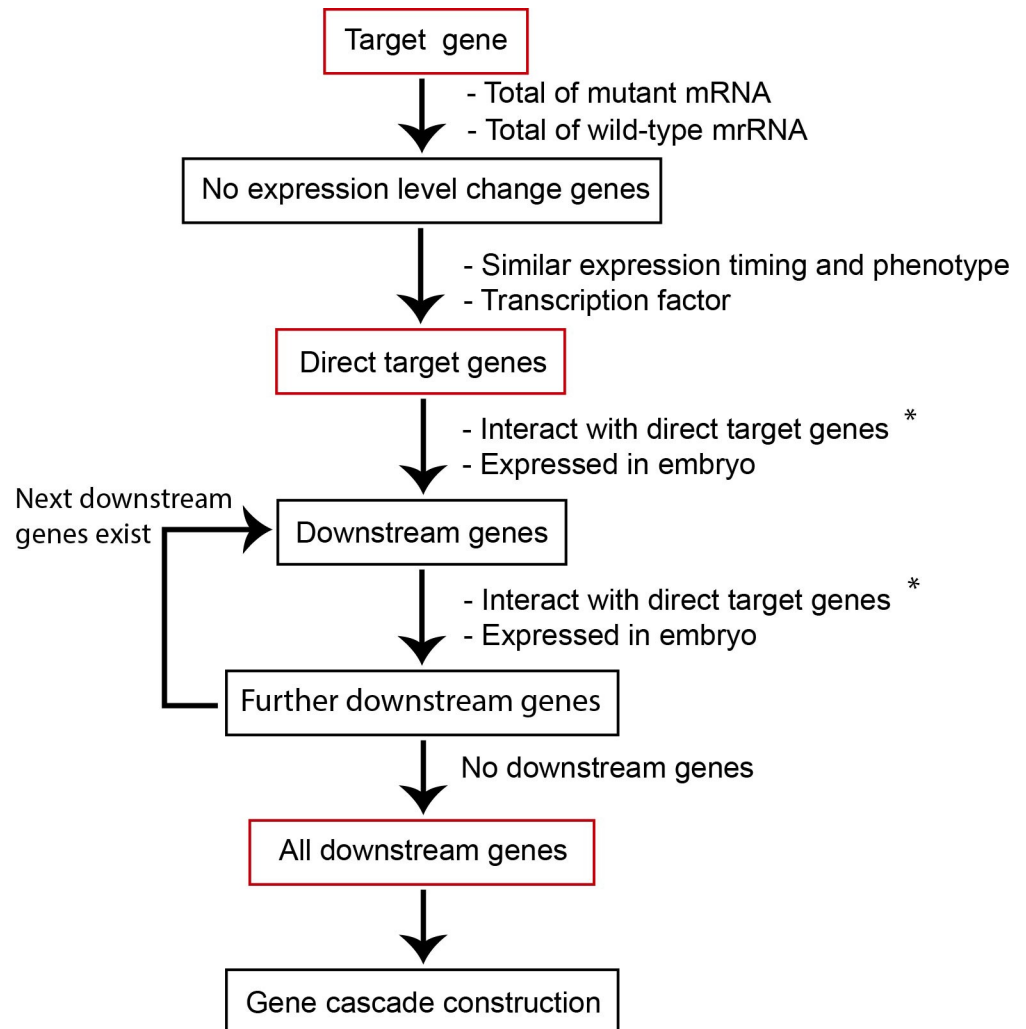 Target gene
- Total of mutant mRNA
- Total of wild-type mrRNA
No expression level change genes
- Similar expression timing and phenotype
- Transcription factor
Direct target genes
- Interact with direct target genes *
- Expressed in embryo
Next downstream
genes exist
Downstream genes
- Interact with direct target genes *
- Expressed in embryo
Further downstream genes
No downstream genes
All downstream genes
Gene cascade construction